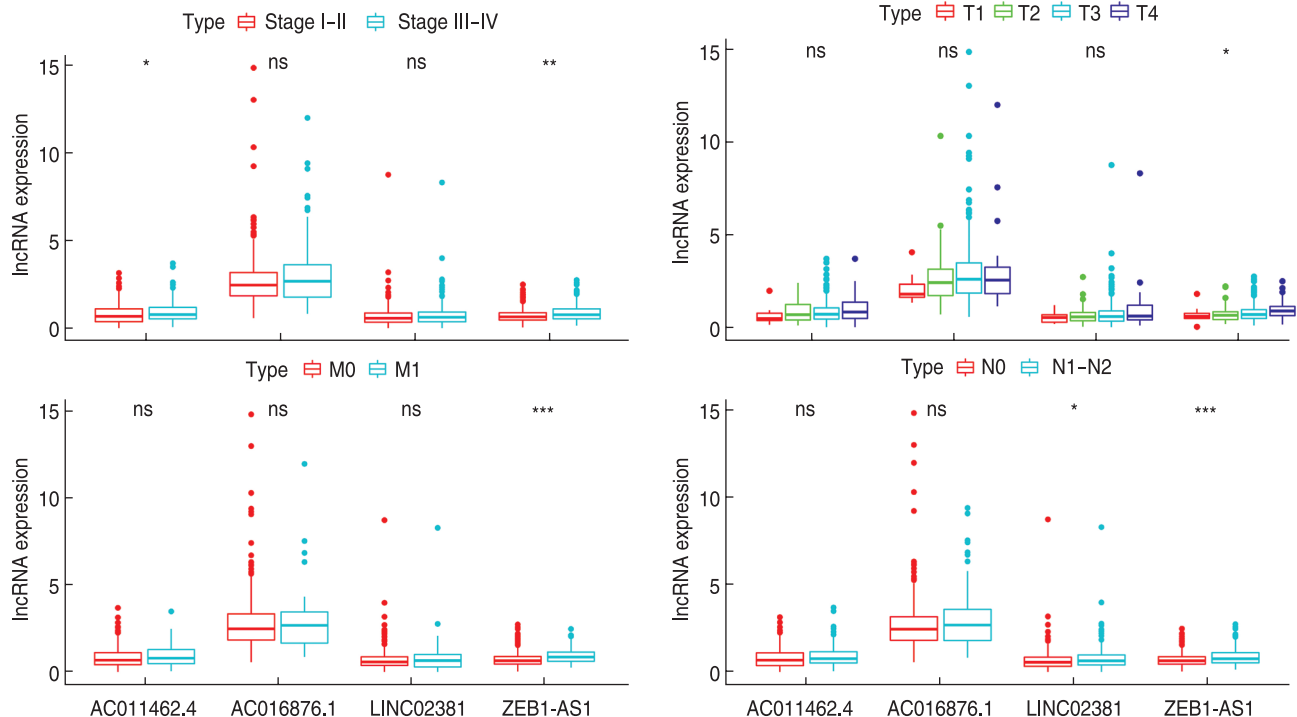 Type Stage I–II Stage III–IV
lncRNA expression
15
10
5
0
* ns ns **
Type T1 T2 T3 T4
lncRNA expression
15
10
5
0
ns ns ns *
Type M0 M1
lncRNA expression
15
10
5
0
ns ns ns ***
AC011462.4 AC016876.1 LINC02381 ZEB1-AS1
Type N0 N1–N2
lncRNA expression
15
10
5
0
ns ns * ***
AC011462.4 AC016876.1 LINC02381 ZEB1-AS1